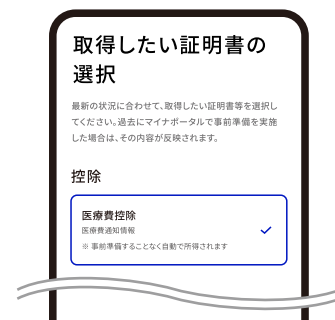 取得したい証明書の
選択
最新の状況に合わせて、取得したい証明書等を選択し
てください。過去にマイナポータルで事前準備を実施
した場合は、その内容が反映されます。
控除
医療費控除
医療費通知情報
※ 事前準備することなく自動で所得されます